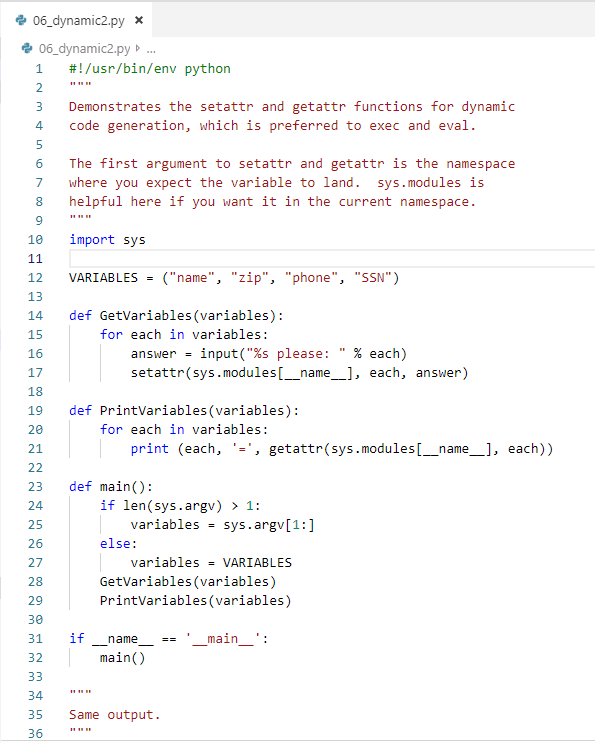 06_dynamic2.py ×
06_dynamic2.py ▸ ...
1 #!/usr/bin/env python
2 """
3 Demonstrates the setattr and getattr functions for dynamic
4 code generation, which is preferred to exec and eval.
5
6 The first argument to setattr and getattr is the namespace
7 where you expect the variable to land.  sys.modules is
8 helpful here if you want it in the current namespace.
9 """
10 import sys
11
12 VARIABLES = ("name", "zip", "phone", "SSN")
13
14 def GetVariables(variables):
15     for each in variables:
16         answer = input("%s please: " % each)
17         setattr(sys.modules[__name__], each, answer)
18
19 def PrintVariables(variables):
20     for each in variables:
21         print (each, '=', getattr(sys.modules[__name__], each))
22
23 def main():
24     if len(sys.argv) > 1:
25         variables = sys.argv[1:]
26     else:
27         variables = VARIABLES
28     GetVariables(variables)
29     PrintVariables(variables)
30
31 if __name__ == '__main__':
32     main()
33
34 """
35 Same output.
36 """